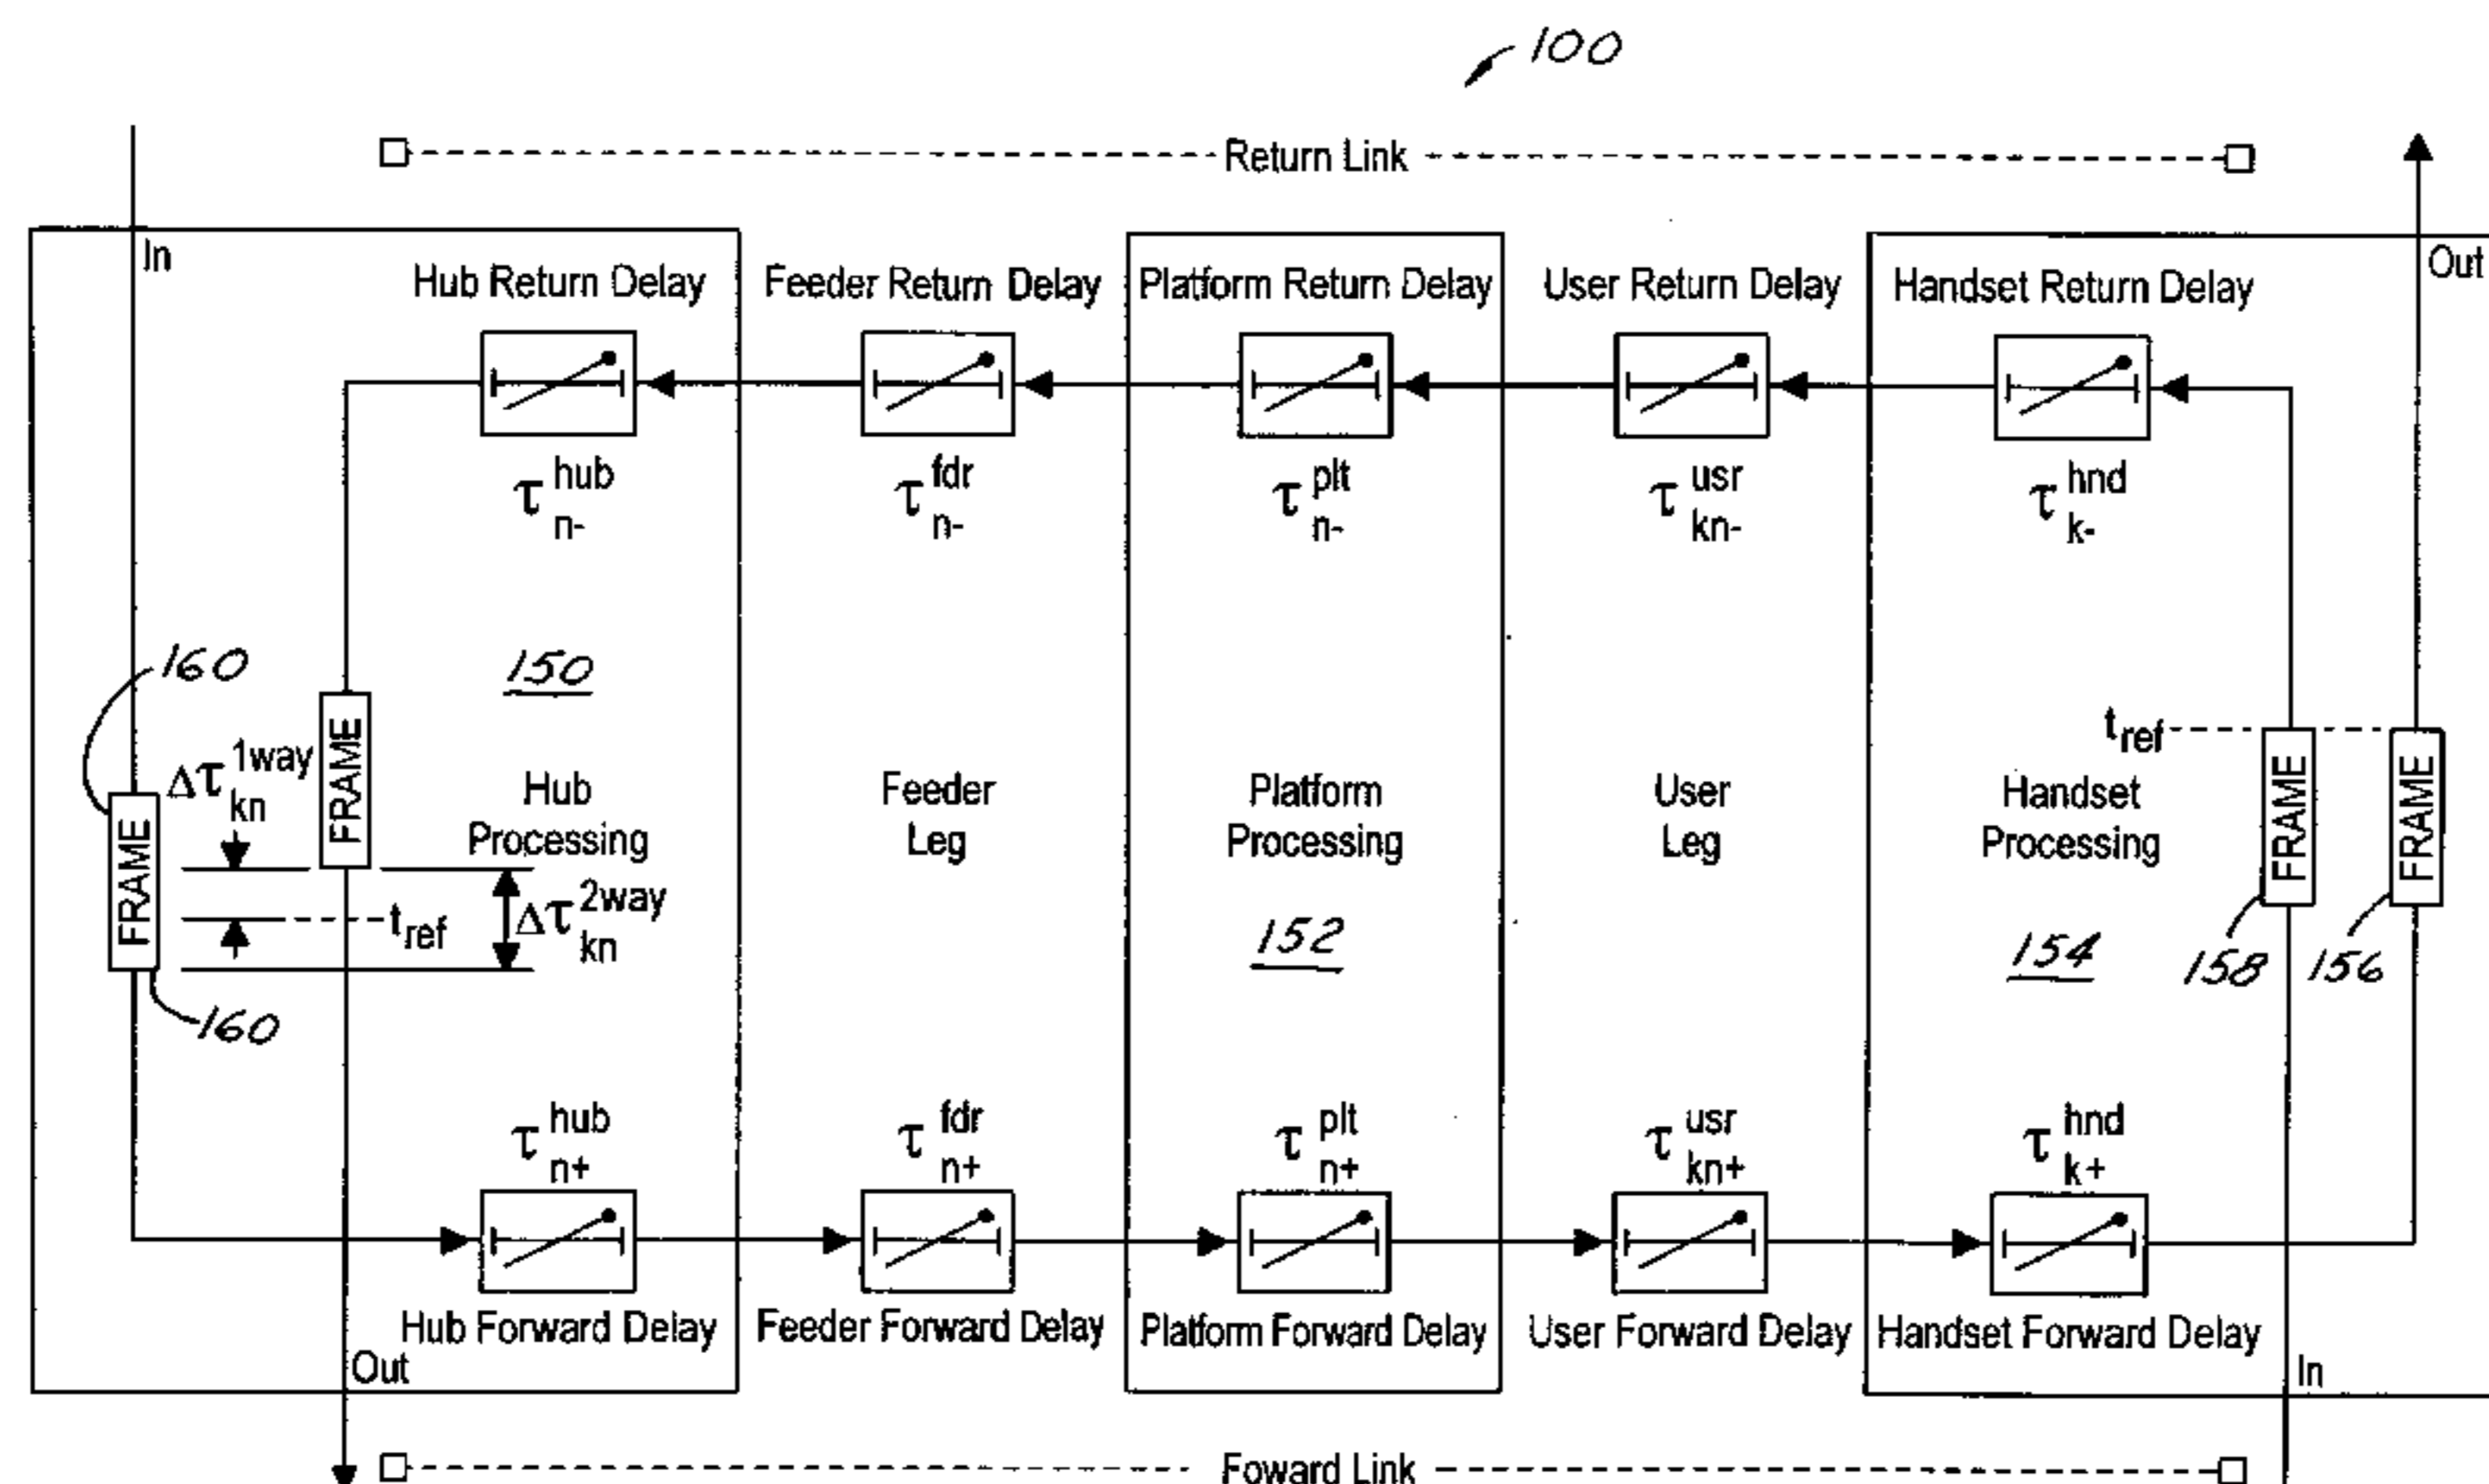 100
Return Link
In
Out
Hub Return Delay
Feeder Return Delay
Platform Return Delay
User Return Delay
Handset Return Delay
τ hub n-
τ fdr n-
τ plt n-
τ usr kn-
τ hnd k-
160
150
Δτ 1way kn
FRAME
FRAME
Hub
Processing
Feeder
Leg
Platform
Processing
User
Leg
Handset
Processing
tref
FRAME
FRAME
tref
Δτ 2way kn
152
154
158
156
160
τ hub n+
τ fdr n+
τ plt n+
τ usr kn+
τ hnd k+
Hub Forward Delay
Feeder Forward Delay
Platform Forward Delay
User Forward Delay
Handset Forward Delay
Out
In
Foward Link